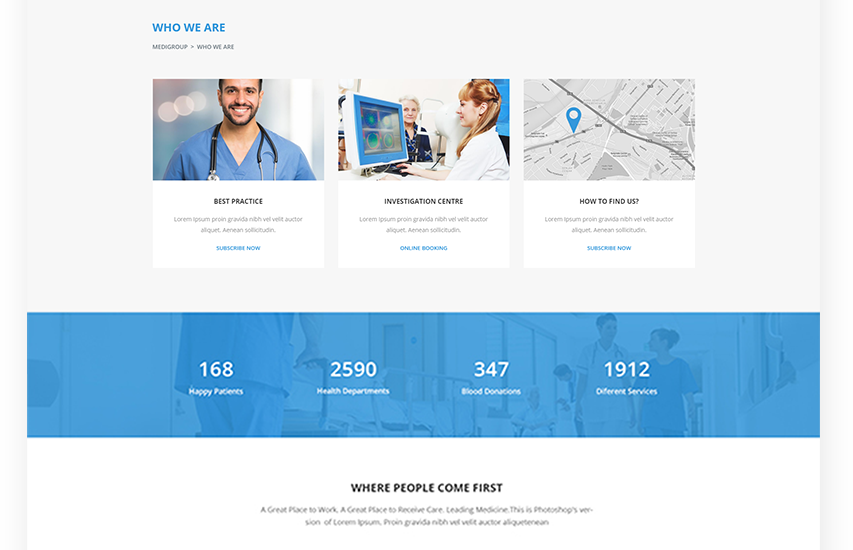 WHO WE ARE
MEDIGROUP > WHO WE ARE
BEST PRACTICE
Lorem Ipsum proin gravida nibh vel velit auctor
aliquet. Aenean sollicitudin.
SUBSCRIBE NOW
INVESTIGATION CENTRE
Lorem Ipsum proin gravida nibh vel velit auctor
aliquet. Aenean sollicitudin.
ONLINE BOOKING
HOW TO FIND US?
Lorem Ipsum proin gravida nibh vel velit auctor
aliquet. Aenean sollicitudin.
SUBSCRIBE NOW
168
Happy Patients
2590
Health Departments
347
Blood Donations
1912
Diferent Services
WHERE PEOPLE COME FIRST
A Great Place to Work. A Great Place to Receive Care. Leading Medicine.This is Photoshop's ver-
sion of Lorem Ipsum. Proin gravida nibh vel velit auctor aliquetenean